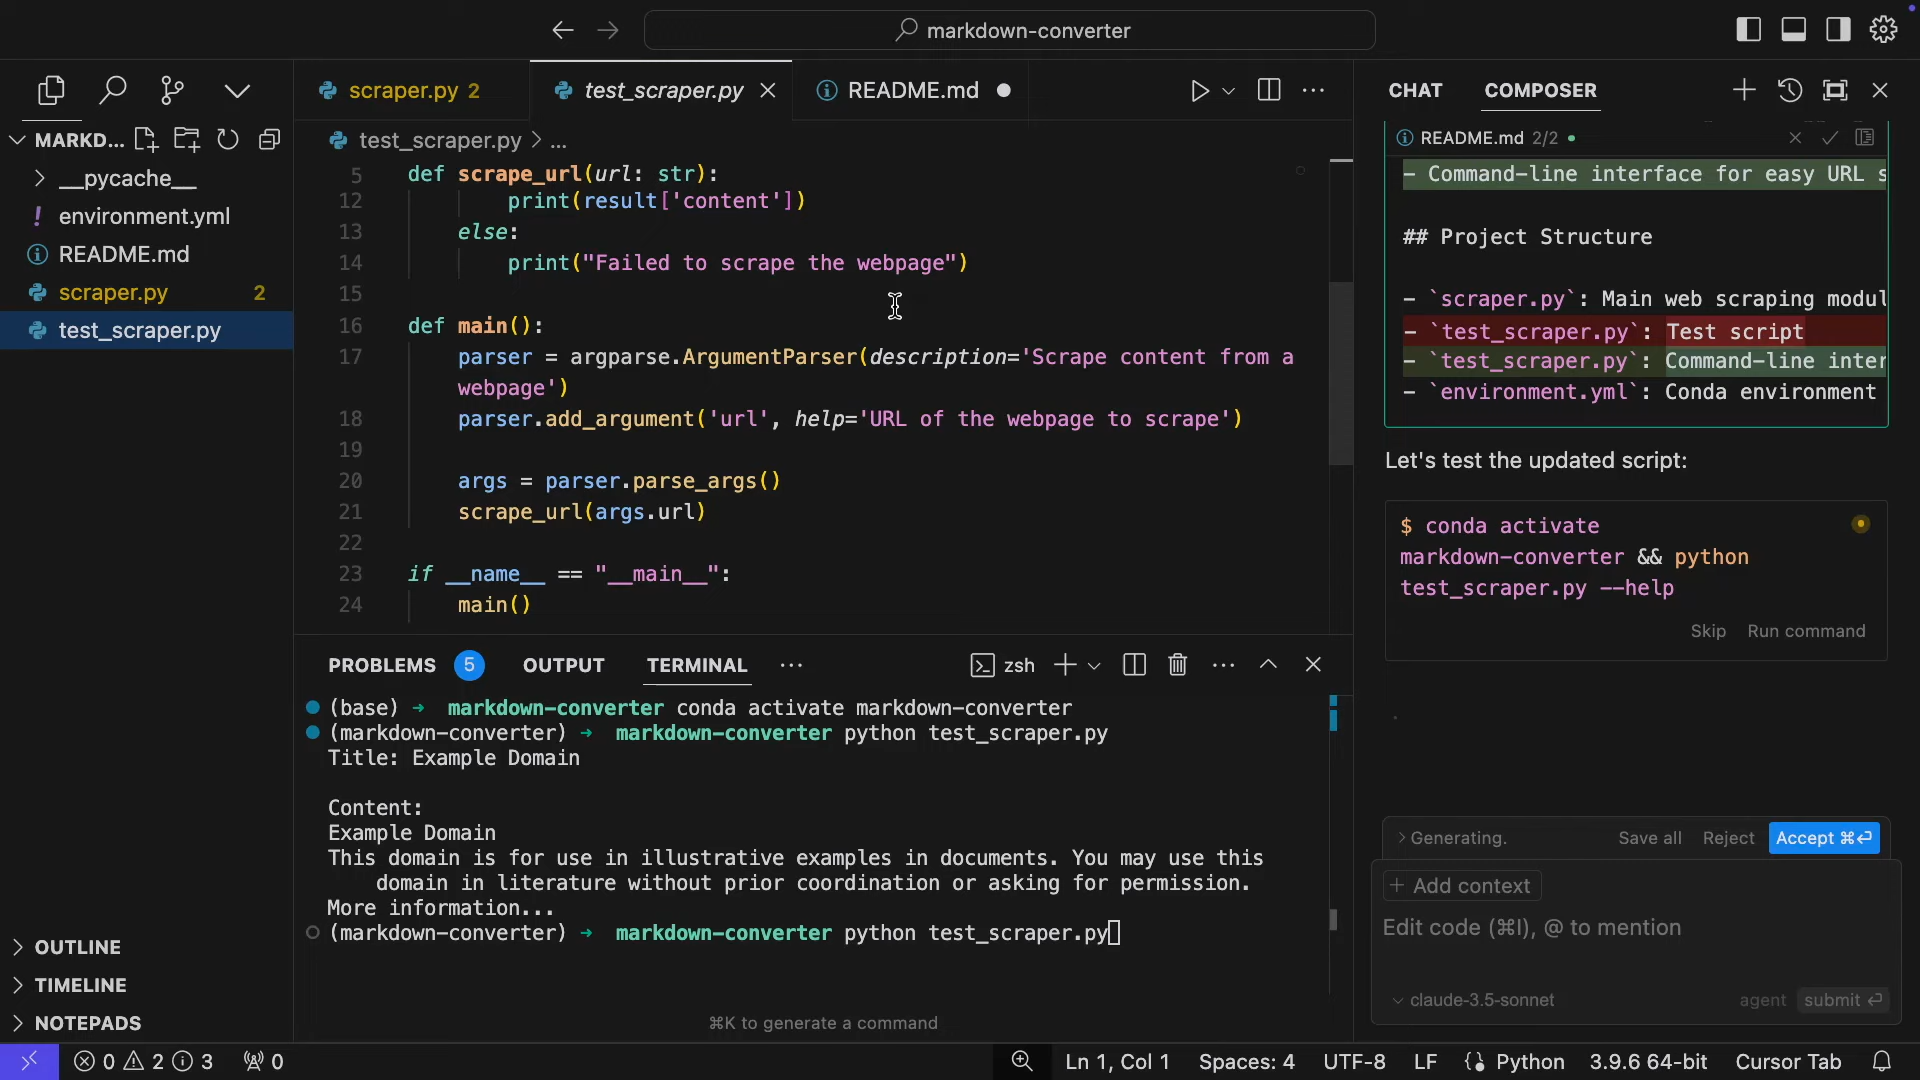 markdown-converter
MARKD...
__pycache__
! environment.yml
README.md
scraper.py 2
test_scraper.py
OUTLINE
TIMELINE
NOTEPADS
scraper.py 2
test_scraper.py
README.md
test_scraper.py > ...
5 def scrape_url(url: str):
12 print(result['content'])
13 else:
14 print("Failed to scrape the webpage")
15
16 def main():
17 parser = argparse.ArgumentParser(description='Scrape content from a
webpage')
18 parser.add_argument('url', help='URL of the webpage to scrape')
19
20 args = parser.parse_args()
21 scrape_url(args.url)
22
23 if __name__ == "__main__":
24 main()
PROBLEMS 5 OUTPUT TERMINAL ...
zsh
(base) → markdown-converter conda activate markdown-converter
(markdown-converter) → markdown-converter python test_scraper.py
Title: Example Domain
Content:
Example Domain
This domain is for use in illustrative examples in documents. You may use this
domain in literature without prior coordination or asking for permission.
More information...
(markdown-converter) → markdown-converter python test_scraper.py
⌘K to generate a command
CHAT COMPOSER
README.md 2/2
- Command-line interface for easy URL s
## Project Structure
- `scraper.py`: Main web scraping modul
- `test_scraper.py`: Test script
- `test_scraper.py`: Command-line inter
- `environment.yml`: Conda environment
Let's test the updated script:
$ conda activate
markdown-converter && python
test_scraper.py --help
Skip Run command
> Generating. Save all Reject Accept ⌘⏎
+ Add context
Edit code (⌘I), @ to mention
claude-3.5-sonnet agent submit ⏎
0 2 3 0
Ln 1, Col 1 Spaces: 4 UTF-8 LF Python 3.9.6 64-bit Cursor Tab